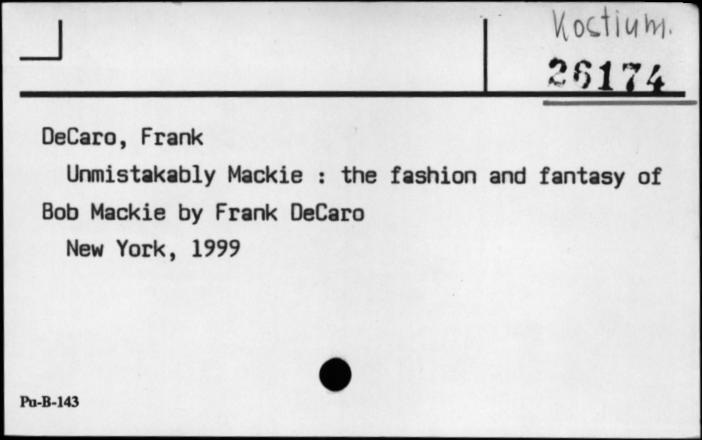 Kostium.
26174
DeCaro, Frank
Unmistakably Mackie : the fashion and fantasy of
Bob Mackie by Frank DeCaro
New York, 1999
Pu-B-143